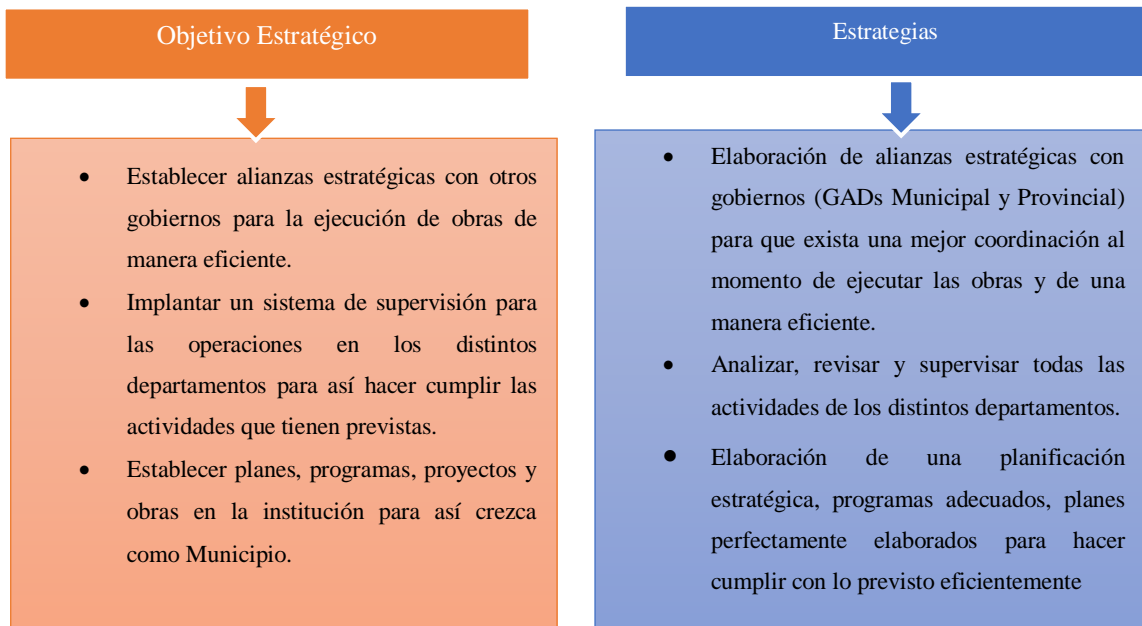 Objetivo Estratégico
• Establecer alianzas estratégicas con otros
gobiernos para la ejecución de obras de
manera eficiente.
• Implantar un sistema de supervisión para
las operaciones en los distintos
departamentos para así hacer cumplir las
actividades que tienen previstas.
• Establecer planes, programas, proyectos y
obras en la institución para así crezca
como Municipio.
Estrategias
• Elaboración de alianzas estratégicas con
gobiernos (GADs Municipal y Provincial)
para que exista una mejor coordinación al
momento de ejecutar las obras y de una
manera eficiente.
• Analizar, revisar y supervisar todas las
actividades de los distintos departamentos.
• Elaboración de una planificación
estratégica, programas adecuados, planes
perfectamente elaborados para hacer
cumplir con lo previsto eficientemente